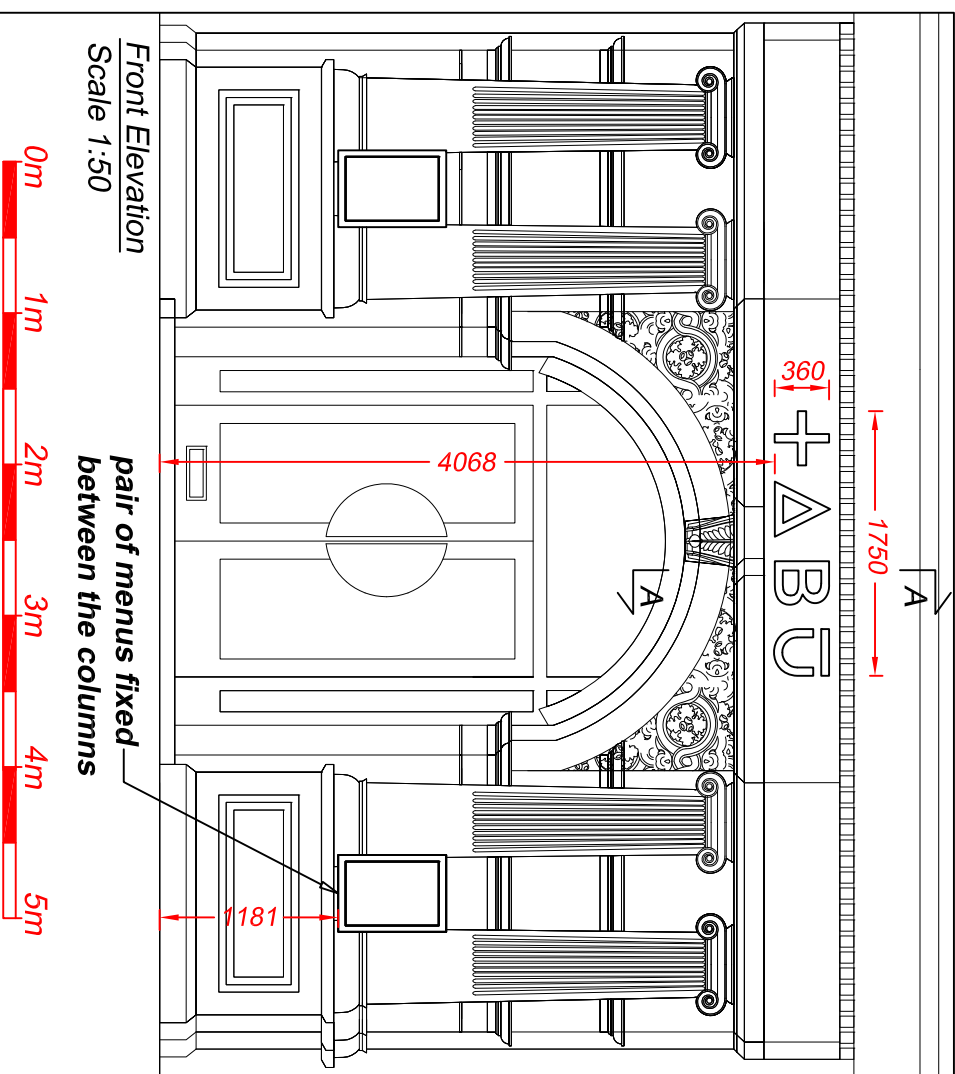 A
1750
360
+ΔBŪ
A
4068
pair of menus fixed
between the columns
1181
Front Elevation
Scale 1:50
0m 1m 2m 3m 4m 5m